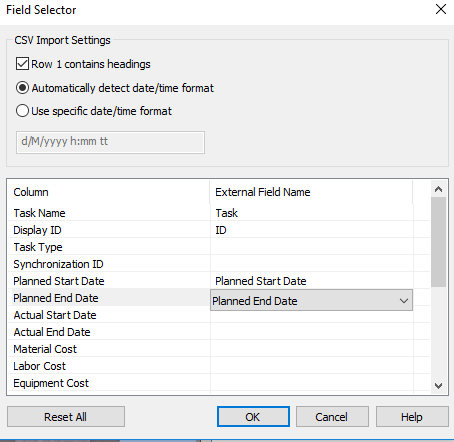 Field Selector
CSV Import Settings
Row 1 contains headings
Automatically detect date/time format
Use specific date/time format
d/M/yyyy h:mm tt
Column External Field Name
Task Name Task
Display ID ID
Task Type
Synchronization ID
Planned Start Date Planned Start Date
Planned End Date Planned End Date
Actual Start Date
Actual End Date
Material Cost
Labor Cost
Equipment Cost
Reset All OK Cancel Help